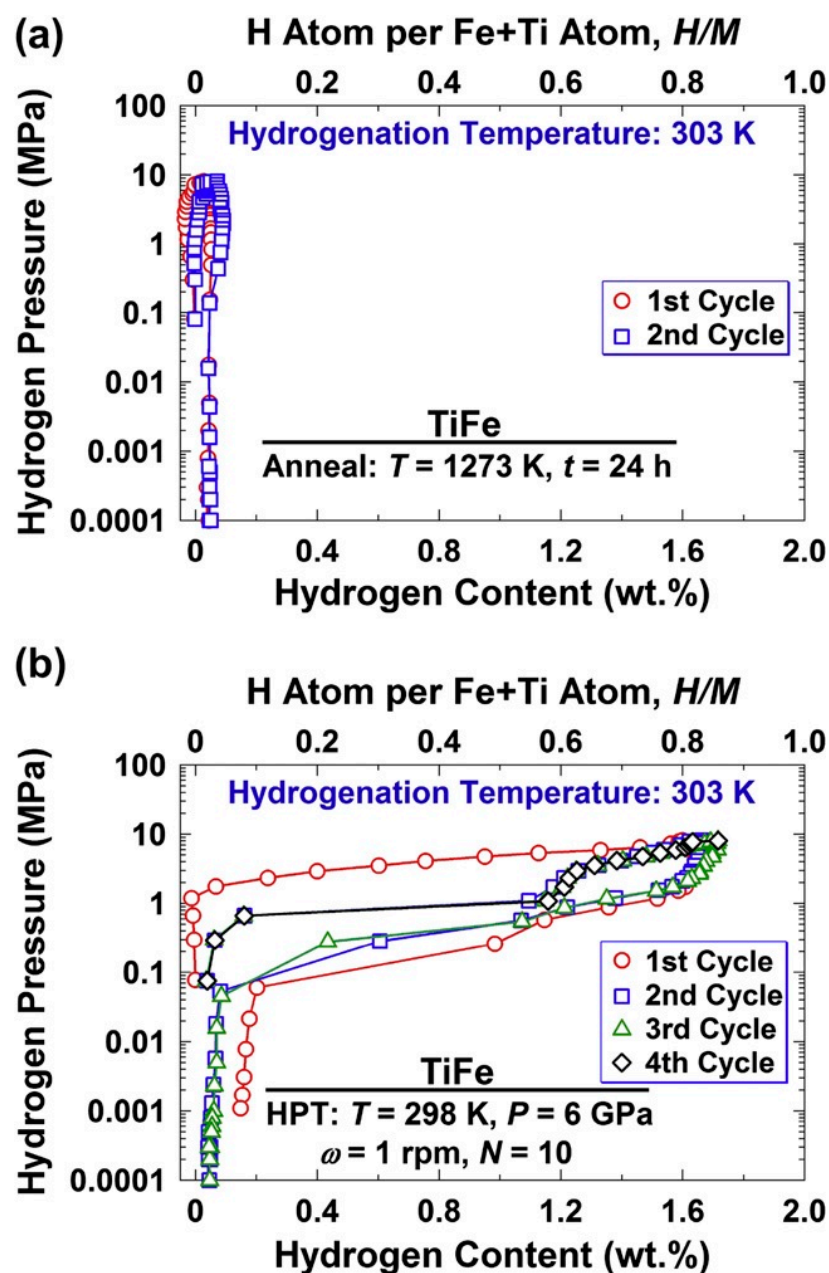 (a)
H Atom per Fe+Ti Atom, H/M
0 0.2 0.4 0.6 0.8 1.0
Hydrogen Pressure (MPa)
100
10
1
0.1
0.01
0.001
0.0001
Hydrogenation Temperature: 303 K
1st Cycle
2nd Cycle
TiFe
Anneal: T = 1273 K, t = 24 h
0 0.4 0.8 1.2 1.6 2.0
Hydrogen Content (wt.%)
(b)
H Atom per Fe+Ti Atom, H/M
0 0.2 0.4 0.6 0.8 1.0
Hydrogen Pressure (MPa)
100
10
1
0.1
0.01
0.001
0.0001
Hydrogenation Temperature: 303 K
1st Cycle
2nd Cycle
3rd Cycle
4th Cycle
TiFe
HPT: T = 298 K, P = 6 GPa
ω = 1 rpm, N = 10
0 0.4 0.8 1.2 1.6 2.0
Hydrogen Content (wt.%)